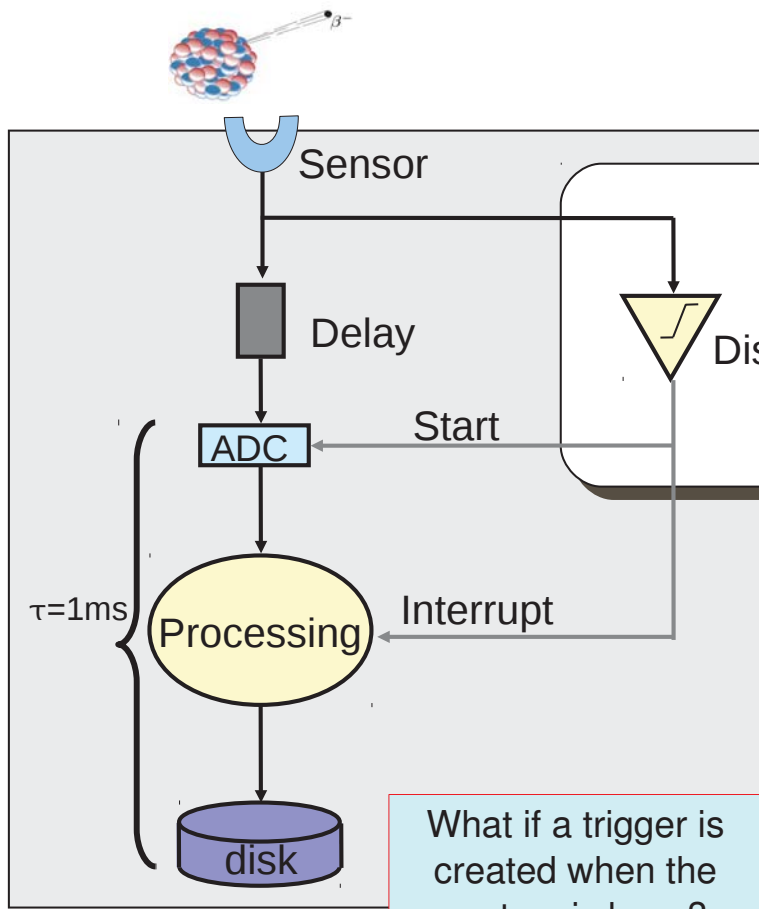 β⁻
Sensor
Delay
Dis
Start
ADC
τ=1ms
Interrupt
Processing
disk
What if a trigger is
created when the